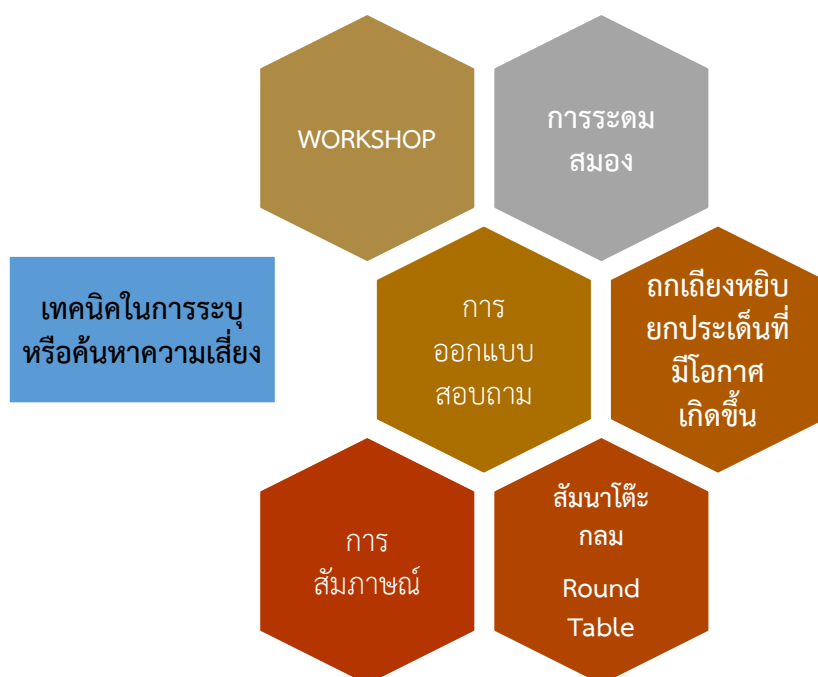 WORKSHOP
การระดม
สมอง
เทคนิคในการระบุ
หรือค้นหาความเสี่ยง
การ
ออกแบบ
สอบถาม
ถกเถียงหยิบ
ยกประเด็นที่
มีโอกาส
เกิดขึ้น
การ
สัมภาษณ์
สัมนาโต๊ะ
กลม
Round
Table